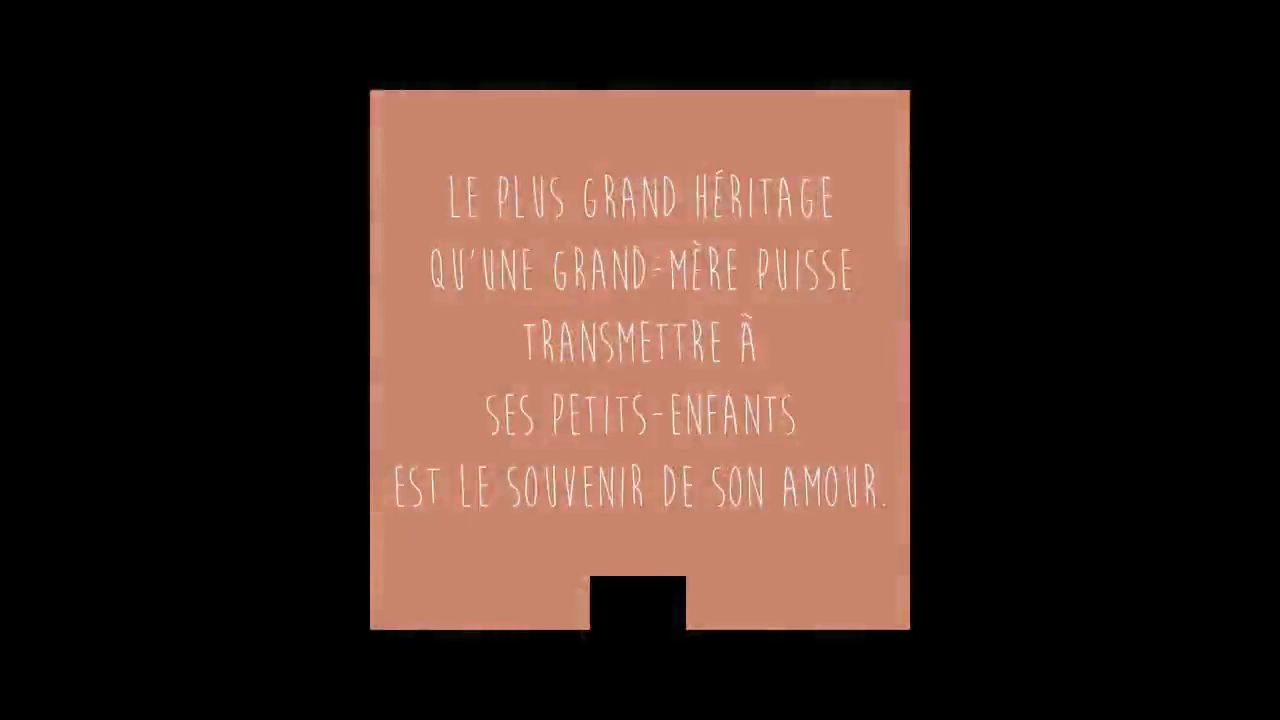 LE PLUS GRAND HÉRITAGE
QU'UNE GRAND-MÈRE PUISSE
TRANSMETTRE À
SES PETITS-ENFANTS
EST LE SOUVENIR DE SON AMOUR.